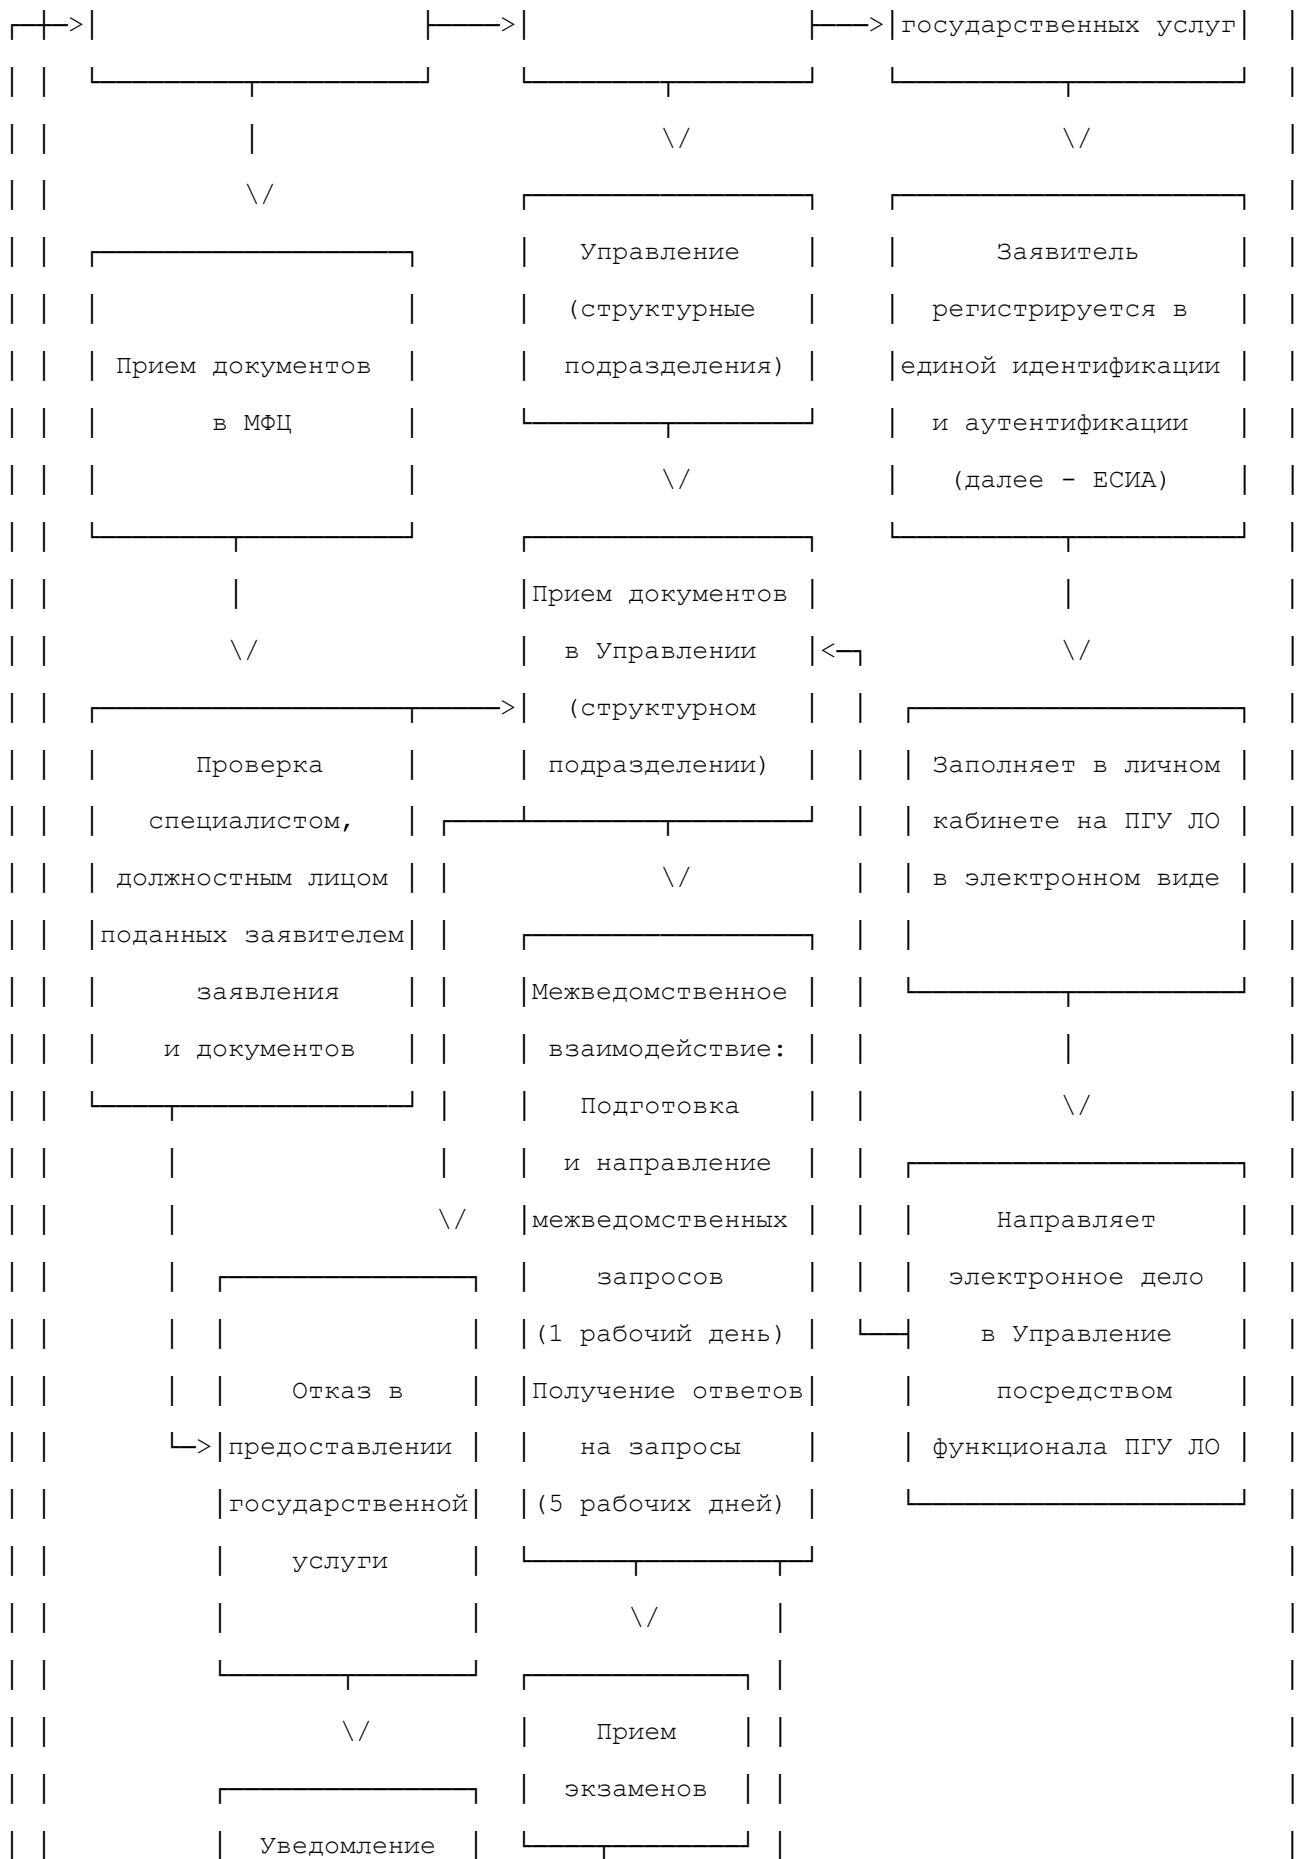 государственных услуг
Управление
(структурные
подразделения)
Заявитель
регистрируется в
единой идентификации
и аутентификации
(далее - ЕСИА)
Прием документов
в МФЦ
Прием документов
в Управлении
(структурном
подразделении)
Проверка
специалистом,
должностным лицом
поданных заявителем
заявления
и документов
Заполняет в личном
кабинете на ПГУ ЛО
в электронном виде
Межведомственное
взаимодействие:
Подготовка
и направление
межведомственных
запросов
(1 рабочий день)
Получение ответов
на запросы
(5 рабочих дней)
Направляет
электронное дело
в Управление
посредством
функционала ПГУ ЛО
Отказ в
предоставлении
государственной
услуги
Прием
экзаменов
Уведомление